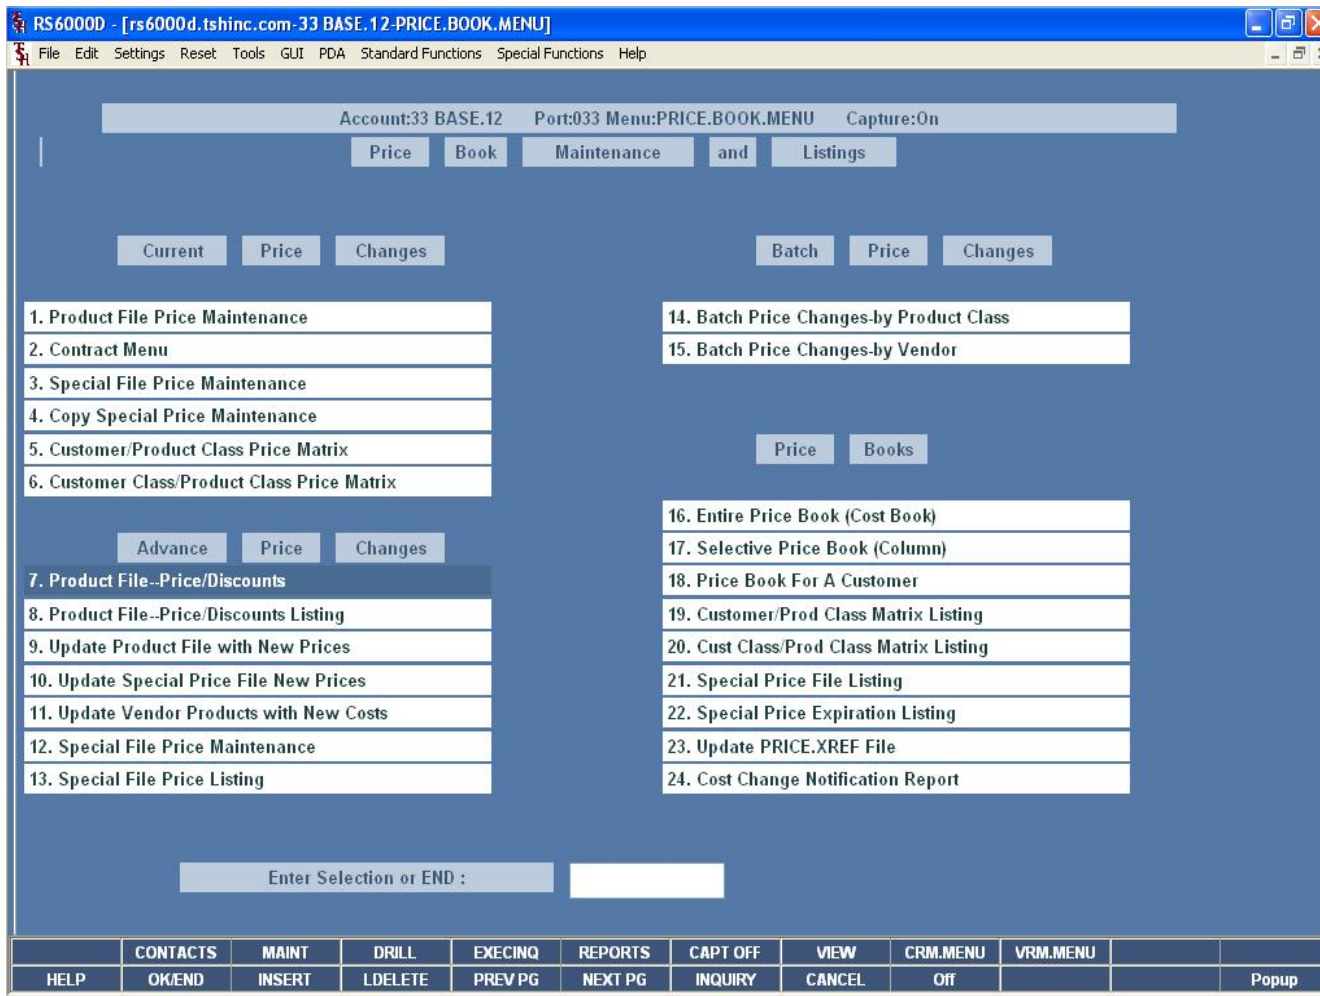 RS6000D - [rs6000d.tshinc.com-33 BASE.12-PRICE.BOOK.MENU]
File Edit Settings Reset Tools GUI PDA Standard Functions Special Functions Help
Account:33 BASE.12 Port:033 Menu:PRICE.BOOK.MENU Capture:On
Price Book Maintenance and Listings
Current Price Changes
1. Product File Price Maintenance
2. Contract Menu
3. Special File Price Maintenance
4. Copy Special Price Maintenance
5. Customer/Product Class Price Matrix
6. Customer Class/Product Class Price Matrix
Advance Price Changes
7. Product File--Price/Discounts
8. Product File--Price/Discounts Listing
9. Update Product File with New Prices
10. Update Special Price File New Prices
11. Update Vendor Products with New Costs
12. Special File Price Maintenance
13. Special File Price Listing
Batch Price Changes
14. Batch Price Changes-by Product Class
15. Batch Price Changes-by Vendor
Price Books
16. Entire Price Book (Cost Book)
17. Selective Price Book (Column)
18. Price Book For A Customer
19. Customer/Prod Class Matrix Listing
20. Cust Class/Prod Class Matrix Listing
21. Special Price File Listing
22. Special Price Expiration Listing
23. Update PRICE.XREF File
24. Cost Change Notification Report
Enter Selection or END :
CONTACTS MAINT DRILL EXECINQ REPORTS CAPT OFF VIEW CRM.MENU VRM.MENU
HELP OK/END INSERT LDELETE PREV PG NEXT PG INQUIRY CANCEL Off Popup